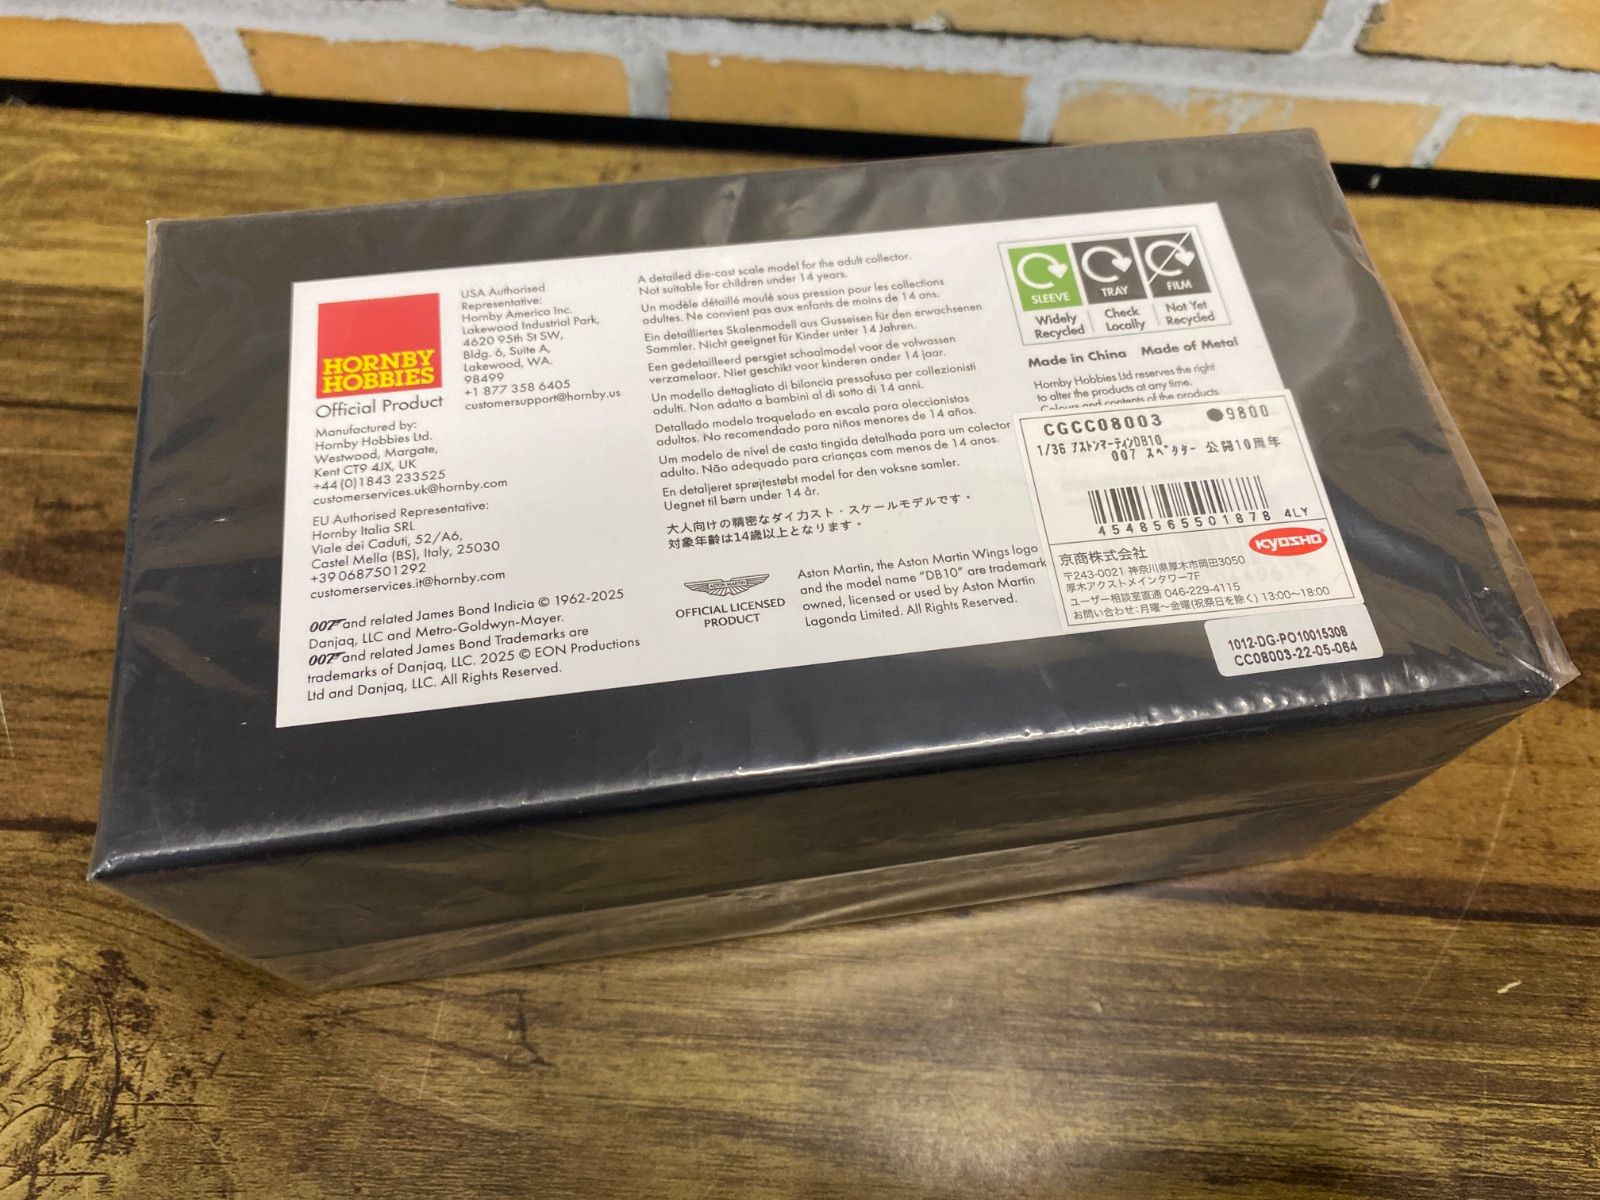 HORNBY
HOBBIES
Official Product
Manufactured by:
Hornby Hobbies Ltd.
Westwood, Margate,
Kent CT9 4JX, UK
+44(0)1843 233525
customerservices.uk@hornby.com
EU Authorised Representative:
Hornby Italia SRL
Viale dei Caduti, 52/A6,
Castel Mella (BS), Italy, 25030
+390687501292
customerservices.it@hornby.com
007 and related James Bond Indicia © 1962-2025
Danjaq, LLC and Metro-Goldwyn-Mayer.
007 and related James Bond Trademarks are
trademarks of Danjaq, LLC. 2025 © EON Productions
Ltd and Danjaq, LLC. All Rights Reserved.
USA Authorised
Representative:
Hornby America Inc.
Lakewood Industrial Park,
4620 95th St SW,
Bldg. 6, Suite A,
Lakewood, WA.
98499
+1 877 358 6405
customersupport@hornby.us
A detailed die-cast scale model for the adult collector.
Not suitable for children under 14 years.
Un modèle détaillé moulé sous pression pour les collections
adultes. Ne convient pas aux enfants de moins de 14 ans.
Ein detailliertes Skalenmodell aus Gusseisen für den erwachsenen
Sammler. Nicht geeignet für Kinder unter 14 Jahren.
Een gedetailleerd persgiet schaalmodel voor de volwassen
verzamelaar. Niet geschikt voor kinderen onder 14 jaar.
Un modello dettagliato di bilancia pressofusa per collezionisti
adulti. Non adatto a bambini al di sotto di 14 anni.
Detallado modelo troquelado en escala para coleccionistas
adultos. No recomendado para niños menores de 14 años.
Um modelo de nível de casta tingida detalhada para um colector
adulto. Não adequado para crianças com menos de 14 anos.
En detaljeret sprøjtestøbt model for den voksne samler.
Uegnet til børn under 14 år.
大人向けの精密なダイカスト・スケールモデルです・
対象年齢は14歳以上となります・
ASTON MARTIN
OFFICIAL LICENSED
PRODUCT
Aston Martin, the Aston Martin Wings logo
and the model name "DB10" are trademark
owned, licensed or used by Aston Martin
Lagonda Limited. All Rights Reserved.
SLEEVE TRAY FILM
Widely Recycled
Check Locally
Not Yet Recycled
Made in China Made of Metal
Hornby Hobbies Ltd reserves the right
to alter the products at any time.
Colours and contents of the products
CGCC08003 ●9800
1/36 アストンマーティンDB10
007 スペクター 公開10周年
4548565501878 4LY
KYOSHO
京商株式会社
〒243-0021 神奈川県厚木市岡田3050
厚木アクストメインタワー7F
ユーザー相談室直通 046-229-4115
お問い合わせ:月曜～金曜(祝祭日を除く) 13:00～18:00
1012-DG-PO10015308
CC08003-22-05-064